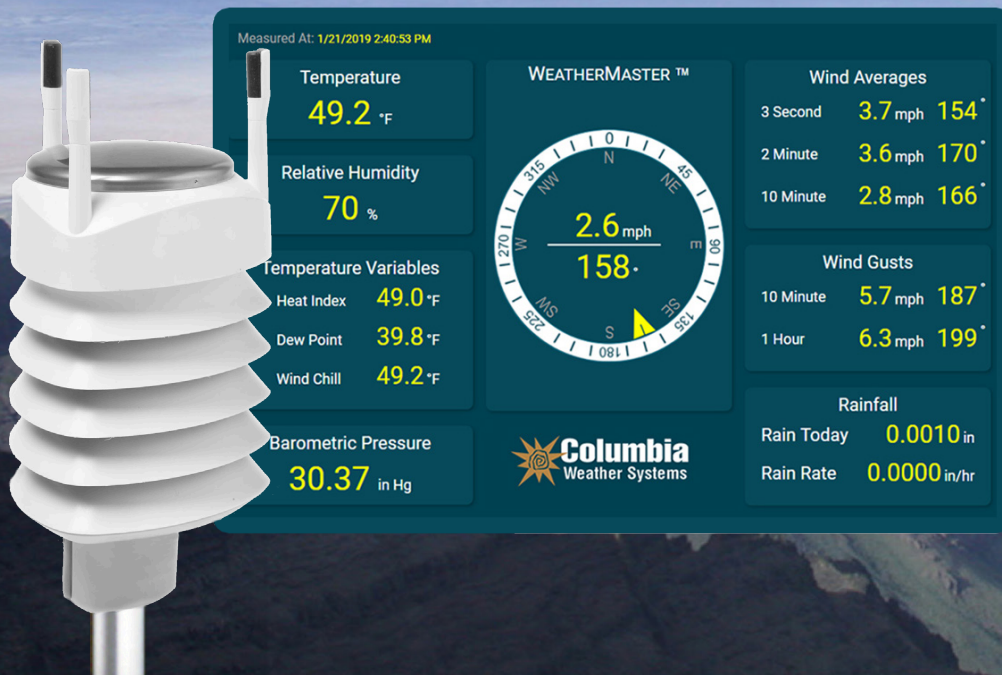 Measured At: 1/21/2019 2:40:53 PM
Temperature
49.2 °F
Relative Humidity
70 %
Temperature Variables
Heat Index 49.0 °F
Dew Point 39.8 °F
Wind Chill 49.2 °F
Barometric Pressure
30.37 in Hg
WEATHERMASTER ™
0
N
45
NE
90
E
135
SE
180
S
225
SW
270
W
315
NW
2.6 mph
158°
Columbia
Weather Systems
Wind Averages
3 Second 3.7 mph 154°
2 Minute 3.6 mph 170°
10 Minute 2.8 mph 166°
Wind Gusts
10 Minute 5.7 mph 187°
1 Hour 6.3 mph 199°
Rainfall
Rain Today 0.0010 in
Rain Rate 0.0000 in/hr